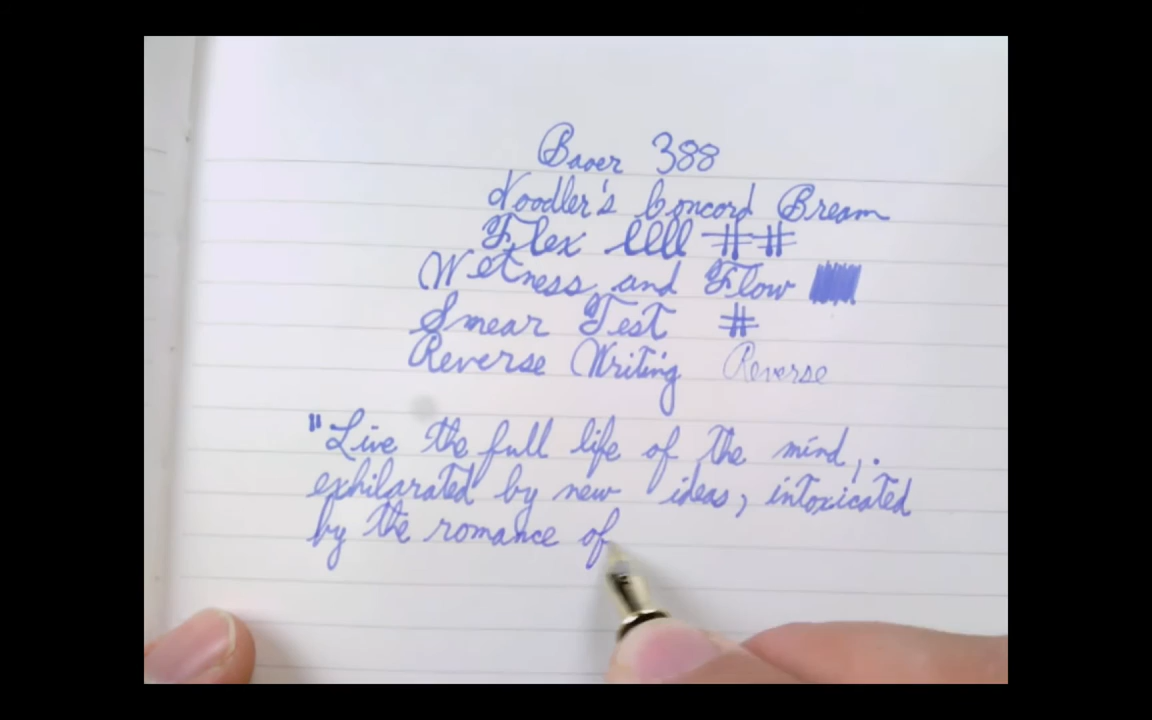 Baoer 388
Noodler's Concord Bream
Flex llll ##
Wetness and Flow
Smear Test #
Reverse Writing Reverse
"Live the full life of the mind,.
exhilarated by new ideas, intoxicated
by the romance of